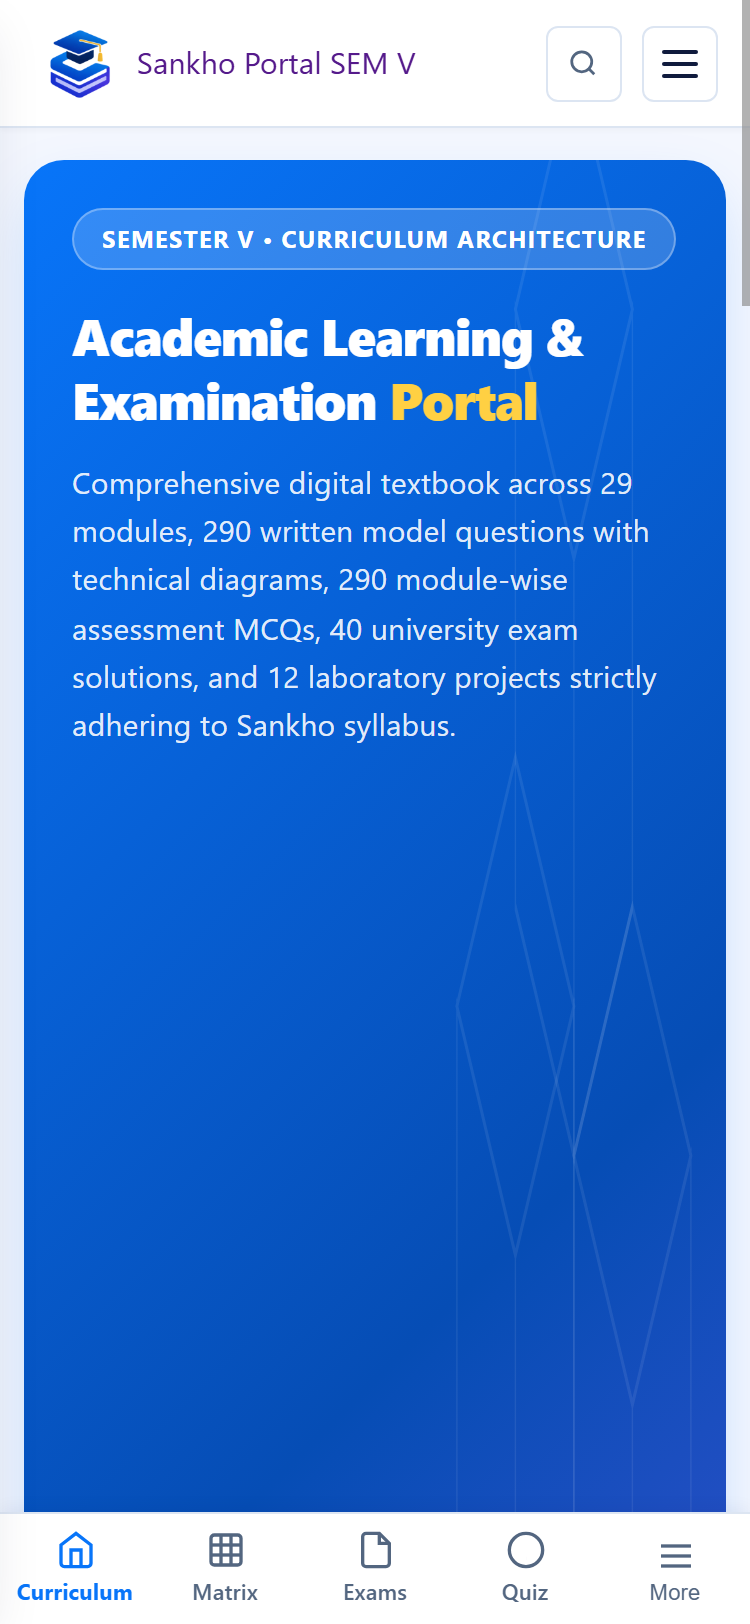 Sankho Portal SEM V
SEMESTER V • CURRICULUM ARCHITECTURE
Academic Learning &
Examination Portal
Comprehensive digital textbook across 29
modules, 290 written model questions with
technical diagrams, 290 module-wise
assessment MCQs, 40 university exam
solutions, and 12 laboratory projects strictly
adhering to Sankho syllabus.
Curriculum Matrix Exams Quiz More